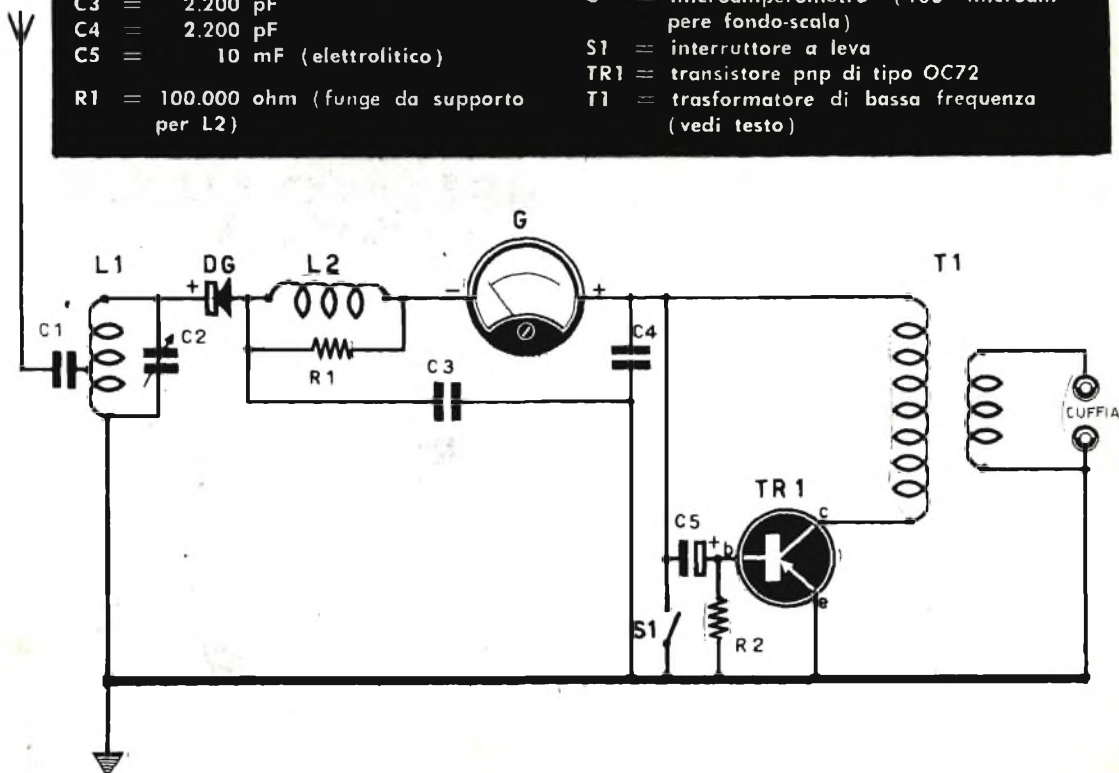 C3 = 2.200 pF
C4 = 2.200 pF
C5 = 10 mF (elettrolitico)
R1 = 100.000 ohm (funge da supporto
per L2)
pere fondo-scala)
S1 = interruttore a leva
TR1 = transistore pnp di tipo OC72
T1 = trasformatore di bassa frequenza
(vedi testo)
G
L1
DG
L2
T1
+
-
+
C1
C2
C4
R1
C3
CUFFIA
TR1
C5
c
+
b
e
S1
R2